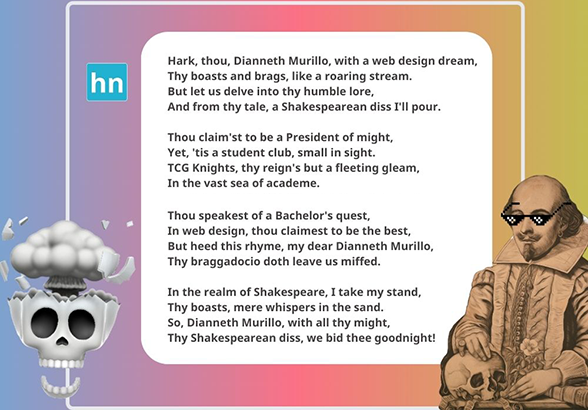 hn
Hark, thou, Dianneth Murillo, with a web design dream,
Thy boasts and brags, like a roaring stream.
But let us delve into thy humble lore,
And from thy tale, a Shakespearean diss I'll pour.
Thou claim'st to be a President of might,
Yet, 'tis a student club, small in sight.
TCG Knights, thy reign's but a fleeting gleam,
In the vast sea of academe.
Thou speakest of a Bachelor's quest,
In web design, thou claimest to be the best,
But heed this rhyme, my dear Dianneth Murillo,
Thy braggadocio doth leave us miffed.
In the realm of Shakespeare, I take my stand,
Thy boasts, mere whispers in the sand.
So, Dianneth Murillo, with all thy might,
Thy Shakespearean diss, we bid thee goodnight!